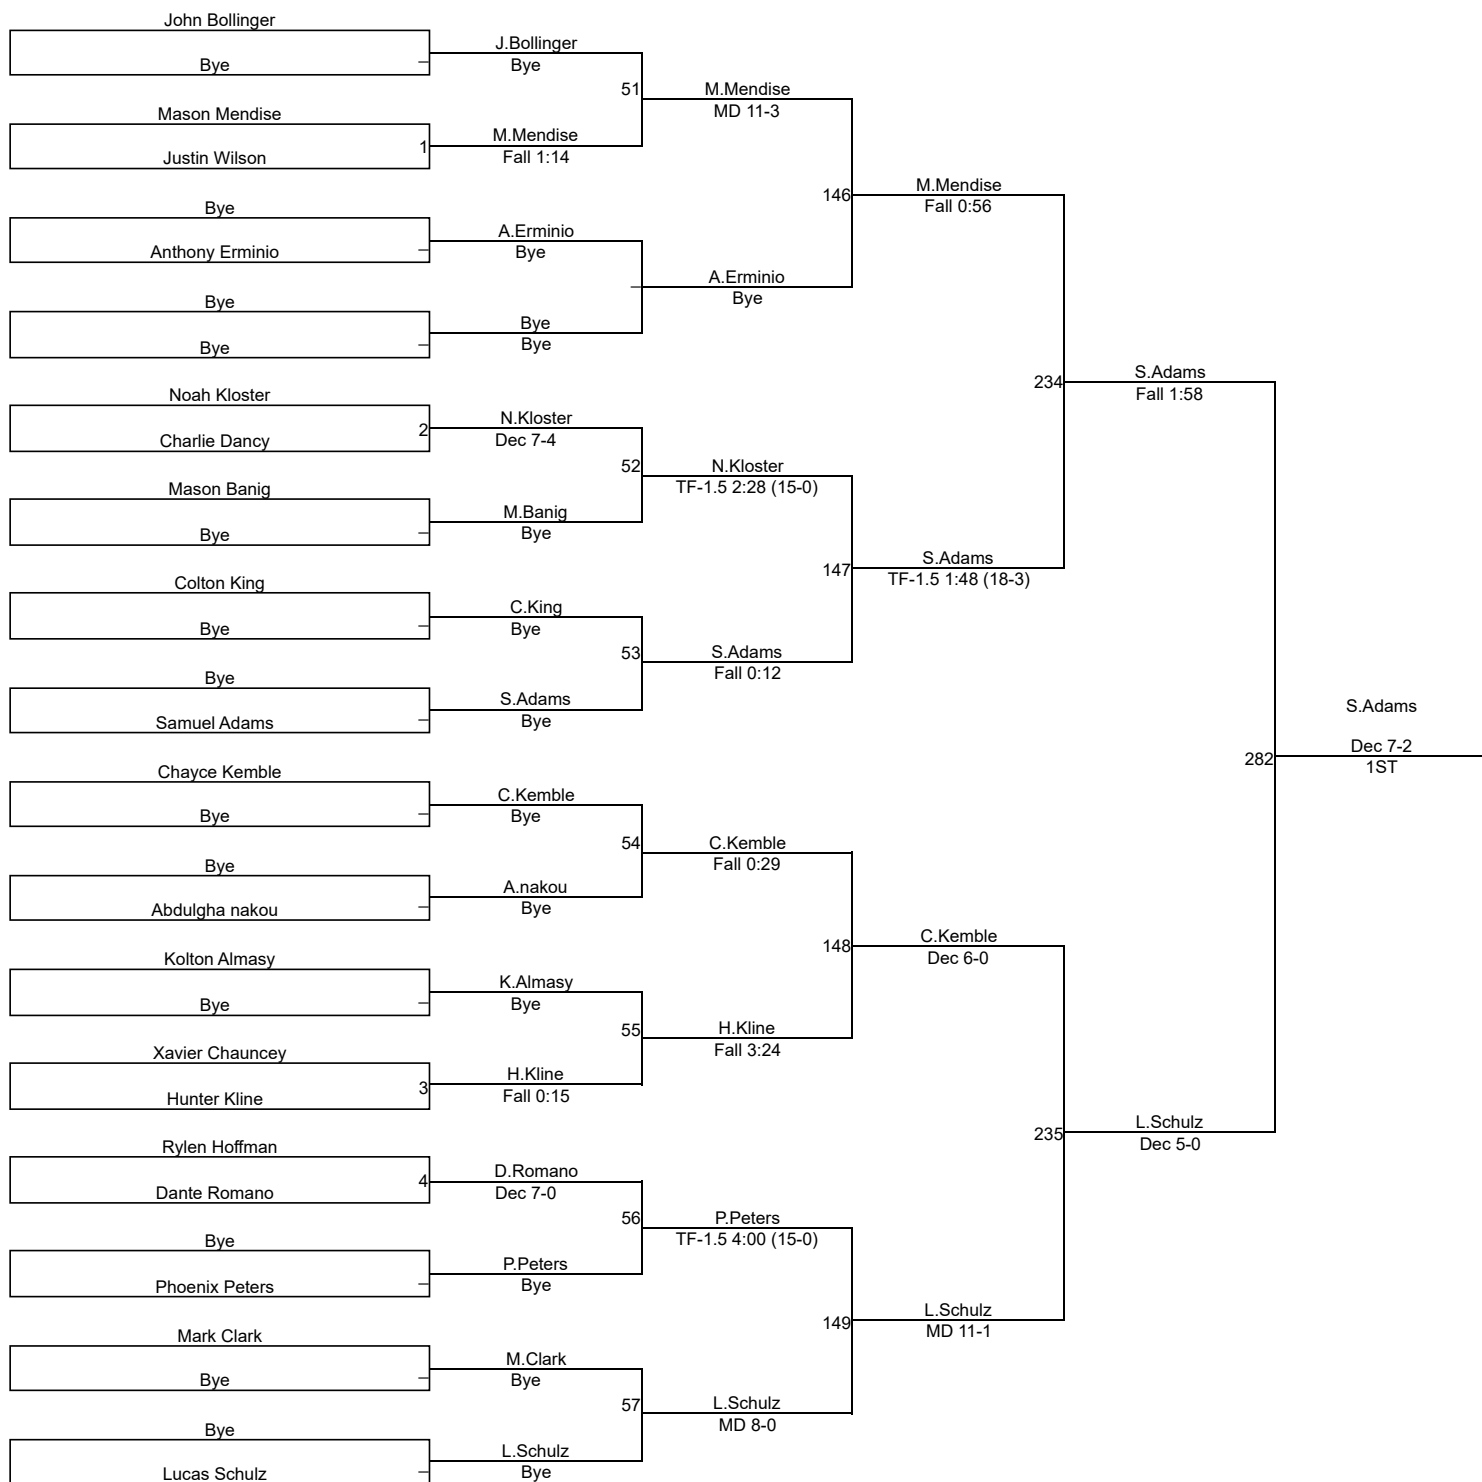 John Bollinger
Bye
Mason Mendise
Justin Wilson
1
Bye
Anthony Erminio
Bye
Bye
Noah Kloster
Charlie Dancy
2
Mason Banig
Bye
Colton King
Bye
Bye
Samuel Adams
Chayce Kemble
Bye
Bye
Abdulgha nakou
Kolton Almasy
Bye
Xavier Chauncey
Hunter Kline
3
Rylen Hoffman
Dante Romano
4
Bye
Phoenix Peters
Mark Clark
Bye
Bye
Lucas Schulz
J.Bollinger
Bye
51
M.Mendise
Fall 1:14
A.Erminio
Bye
Bye
Bye
N.Kloster
Dec 7-4
52
M.Banig
Bye
C.King
Bye
53
S.Adams
Bye
C.Kemble
Bye
54
A.nakou
Bye
K.Almasy
Bye
55
H.Kline
Fall 0:15
D.Romano
Dec 7-0
56
P.Peters
Bye
M.Clark
Bye
57
L.Schulz
Bye
M.Mendise
MD 11-3
146
A.Erminio
Bye
N.Kloster
TF-1.5 2:28 (15-0)
147
S.Adams
Fall 0:12
C.Kemble
Fall 0:29
148
H.Kline
Fall 3:24
P.Peters
TF-1.5 4:00 (15-0)
149
L.Schulz
MD 8-0
M.Mendise
Fall 0:56
234
S.Adams
TF-1.5 1:48 (18-3)
C.Kemble
Dec 6-0
235
L.Schulz
MD 11-1
S.Adams
Fall 1:58
282
L.Schulz
Dec 5-0
S.Adams
Dec 7-2
1ST